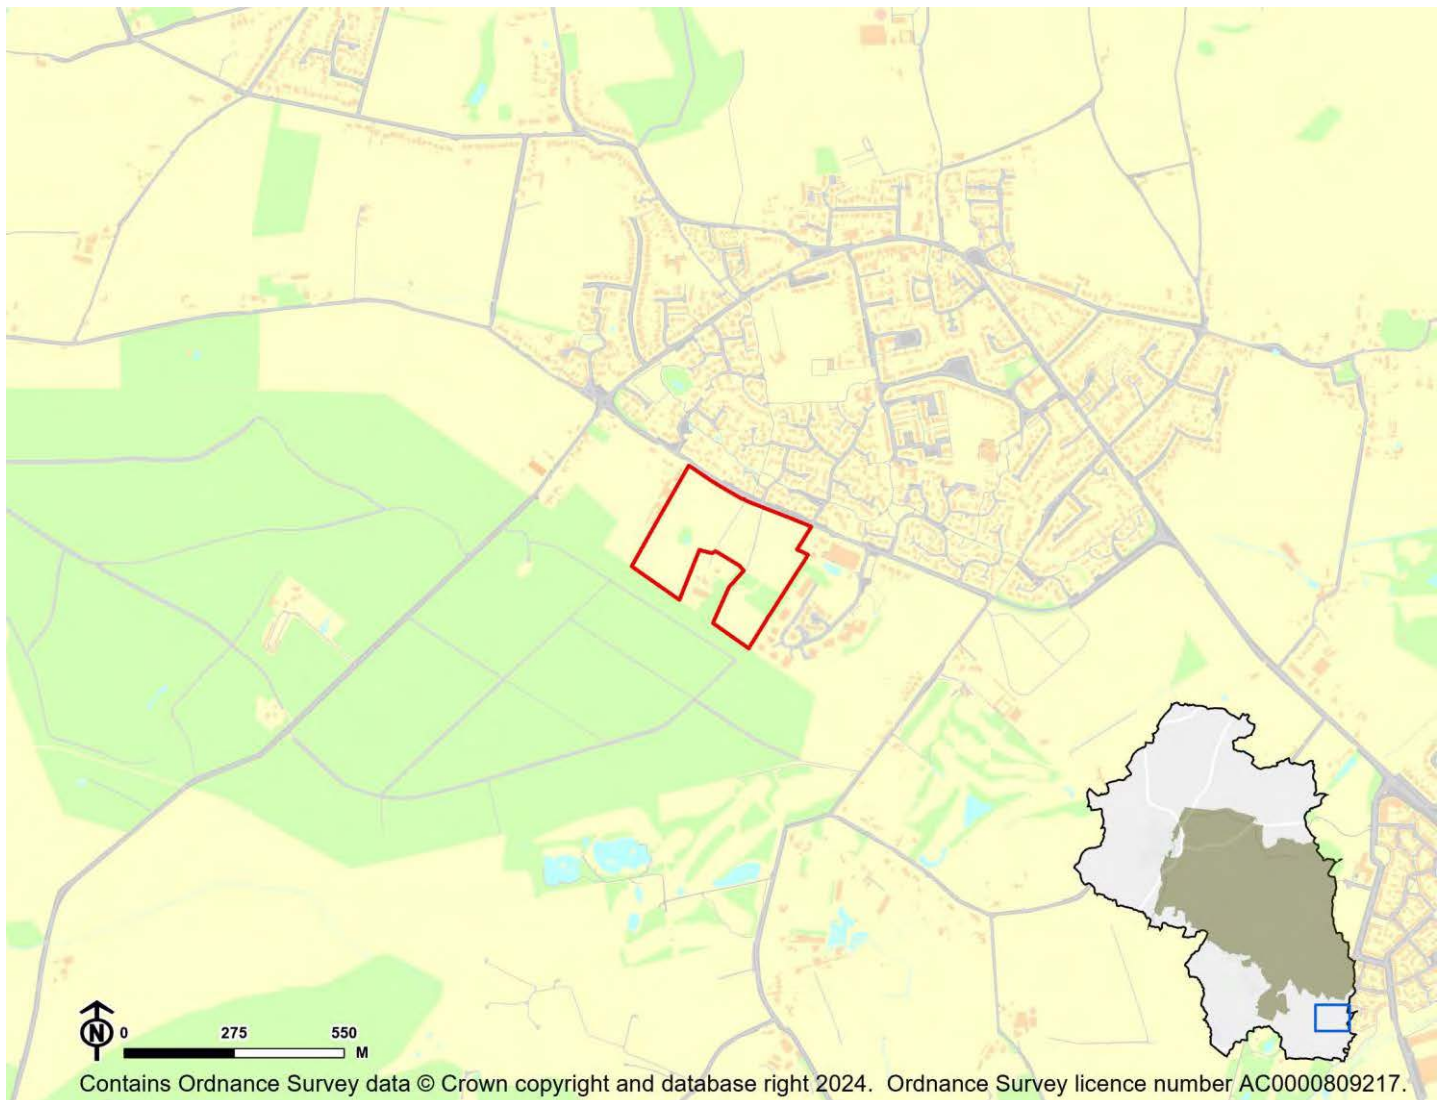 N
0 275 550
M
Contains Ordnance Survey data © Crown copyright and database right 2024. Ordnance Survey licence number AC0000809217.